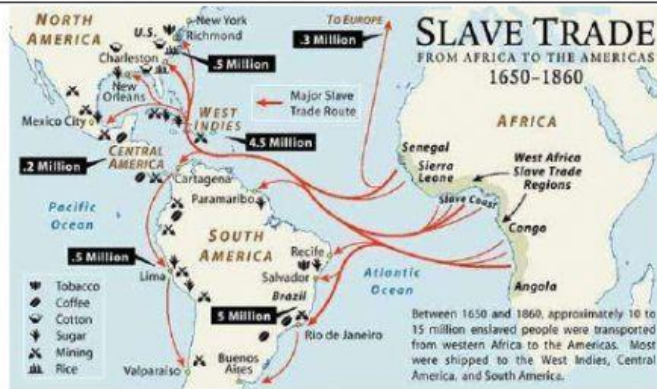 SLAVE TRADE
FROM AFRICA TO THE AMERICAS
1650–1860
NORTH
AMERICA
U.S.
New York
Richmond
Charleston
.5 Million
New
Orleans
Mexico City
WEST
INDIES
4.5 Million
.2 Million
CENTRAL
AMERICA
Major Slave
Trade Route
TO EUROPE
.3 Million
AFRICA
Senegal
Sierra
Leone
West Africa
Slave Trade
Regions
Slave Coast
Congo
Angola
Cartagena
Paramaribo
Pacific
Ocean
SOUTH
AMERICA
.5 Million
Lima
Recife
Salvador
Brazil
5 Million
Rio de Janeiro
Buenos
Aires
Valparaiso
Atlantic
Ocean
Tobacco
Coffee
Cotton
Sugar
Mining
Rice
Between 1650 and 1860, approximately 10 to
15 million enslaved people were transported
from western Africa to the Americas. Most
were shipped to the West Indies, Central
America, and South America.